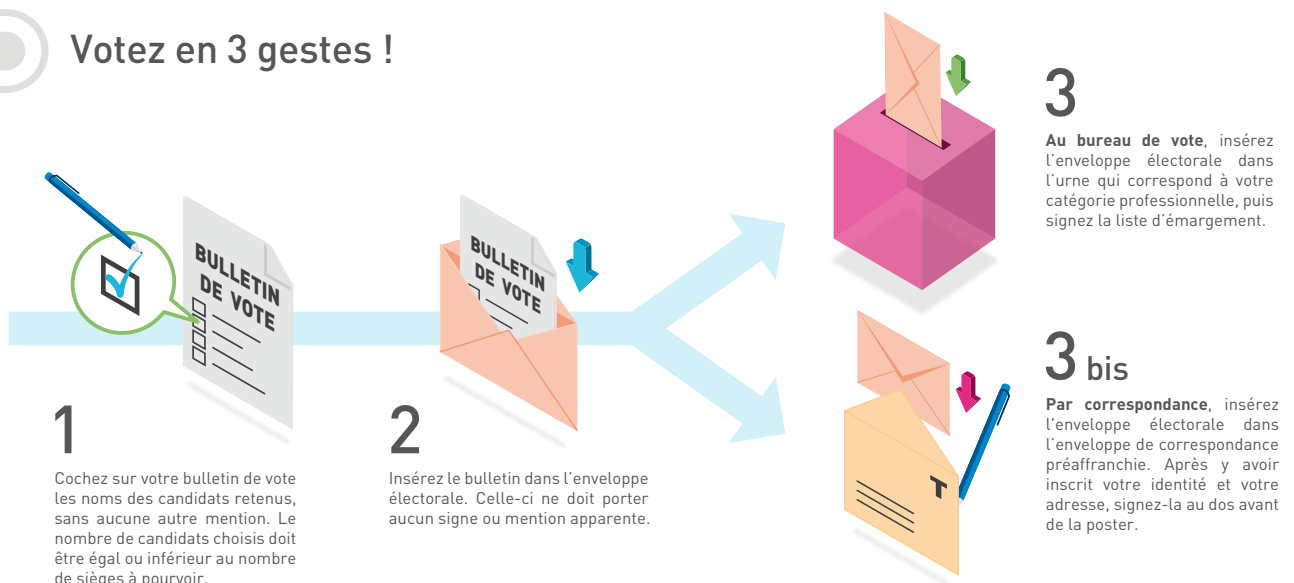 Votez en 3 gestes !
BULLETIN
DE VOTE
1
Cochez sur votre bulletin de vote
les noms des candidats retenus,
sans aucune autre mention. Le
nombre de candidats choisis doit
être égal ou inférieur au nombre
de sièges à pourvoir.
BULLETIN
DE VOTE
2
Insérez le bulletin dans l’enveloppe
électorale. Celle-ci ne doit porter
aucun signe ou mention apparente.
3
Au bureau de vote, insérez
l’enveloppe électorale dans
l’urne qui correspond à votre
catégorie professionnelle, puis
signez la liste d’émargement.
T
3 bis
Par correspondance, insérez
l'enveloppe électorale dans
l’enveloppe de correspondance
préaffranchie. Après y avoir
inscrit votre identité et votre
adresse, signez-la au dos avant
de la poster.